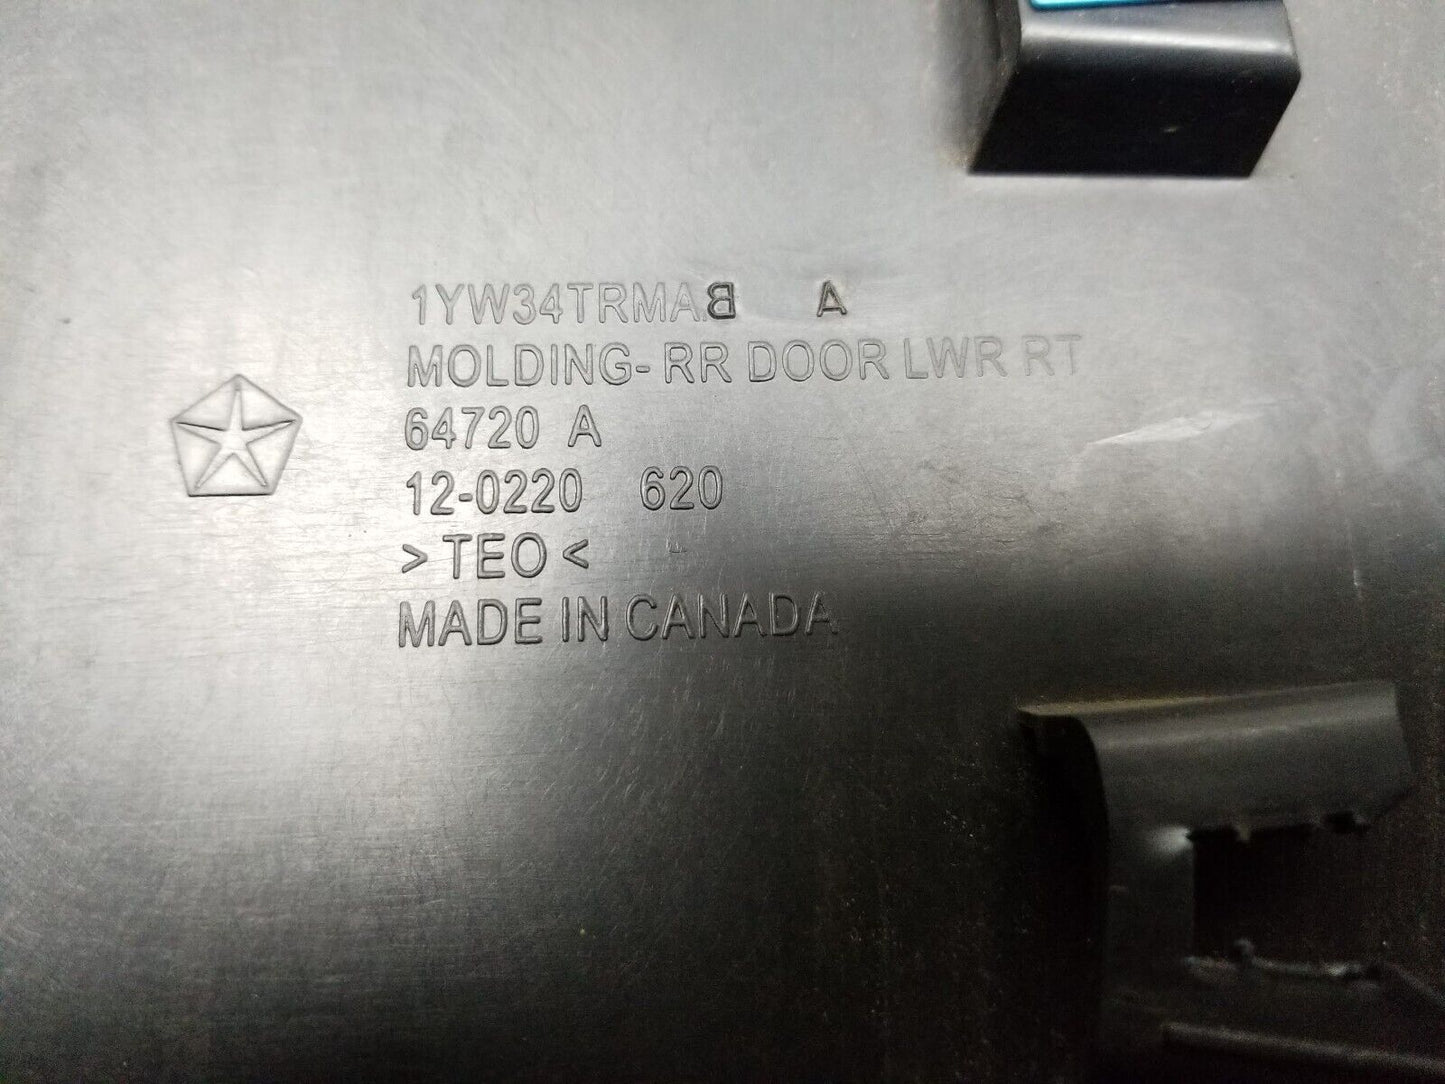 1YW34TRMAB A
MOLDING-RR DOOR LWR RT
64720 A
12-0220 620
>TEO<
MADE IN CANADA